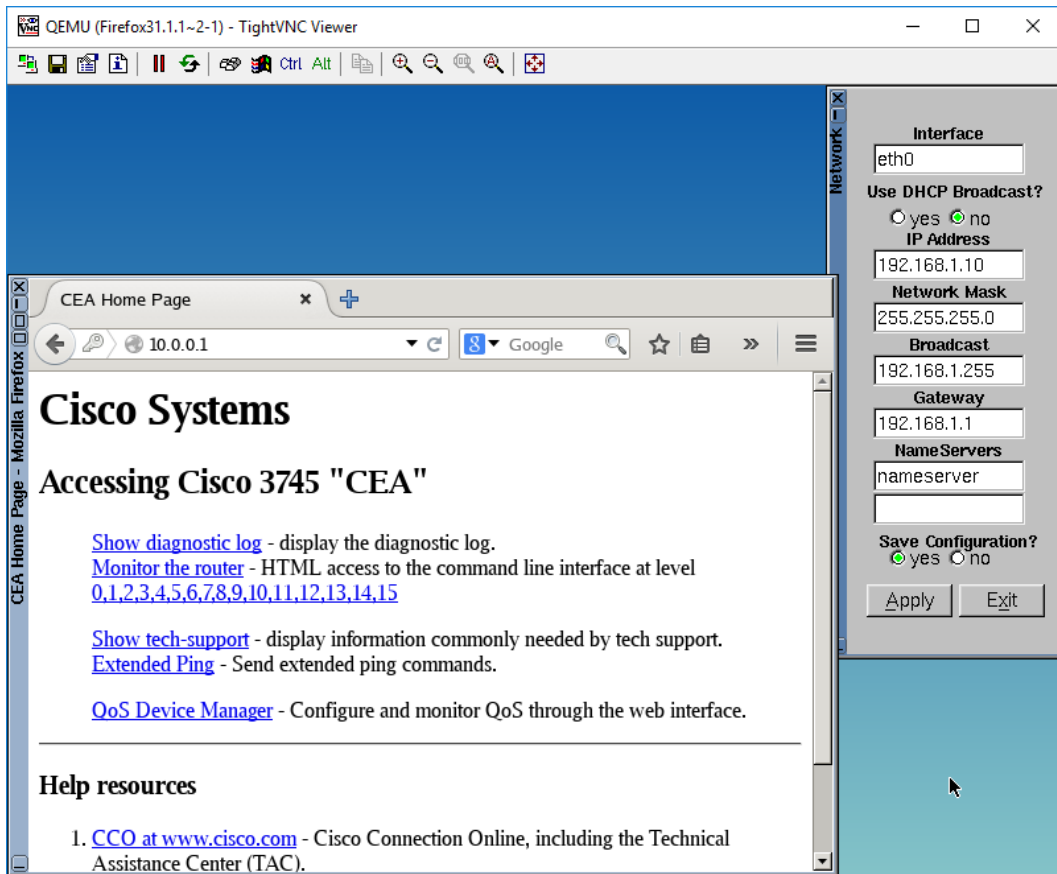 QEMU (Firefox31.1.1~2-1) - TightVNC Viewer
Ctrl Alt
Network
Interface
eth0
Use DHCP Broadcast?
yes no
IP Address
192.168.1.10
Network Mask
255.255.255.0
Broadcast
192.168.1.255
Gateway
192.168.1.1
NameServers
nameserver
Save Configuration?
yes no
Apply Exit
CEA Home Page - Mozilla Firefox
CEA Home Page
10.0.0.1
8 Google
Cisco Systems
Accessing Cisco 3745 "CEA"
Show diagnostic log - display the diagnostic log.
Monitor the router - HTML access to the command line interface at level
0,1,2,3,4,5,6,7,8,9,10,11,12,13,14,15
Show tech-support - display information commonly needed by tech support.
Extended Ping - Send extended ping commands.
QoS Device Manager - Configure and monitor QoS through the web interface.
Help resources
1. CCO at www.cisco.com - Cisco Connection Online, including the Technical
Assistance Center (TAC).